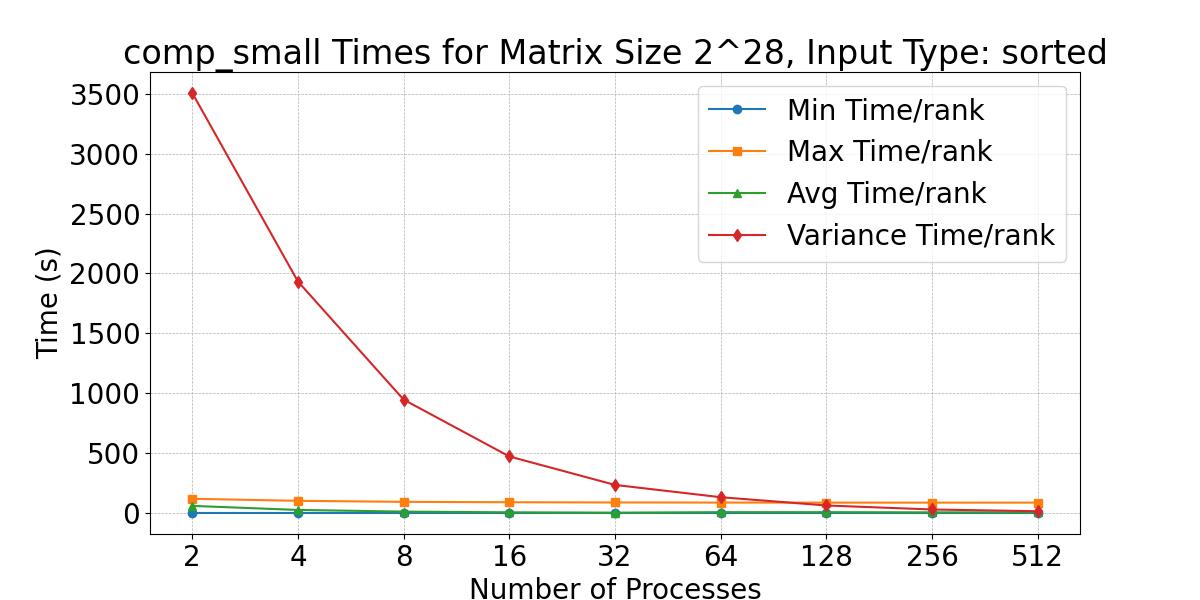 comp_small Times for Matrix Size 2^28, Input Type: sorted
Min Time/rank
Max Time/rank
Avg Time/rank
Variance Time/rank
Time (s)
3500
3000
2500
2000
1500
1000
500
0
2 4 8 16 32 64 128 256 512
Number of Processes